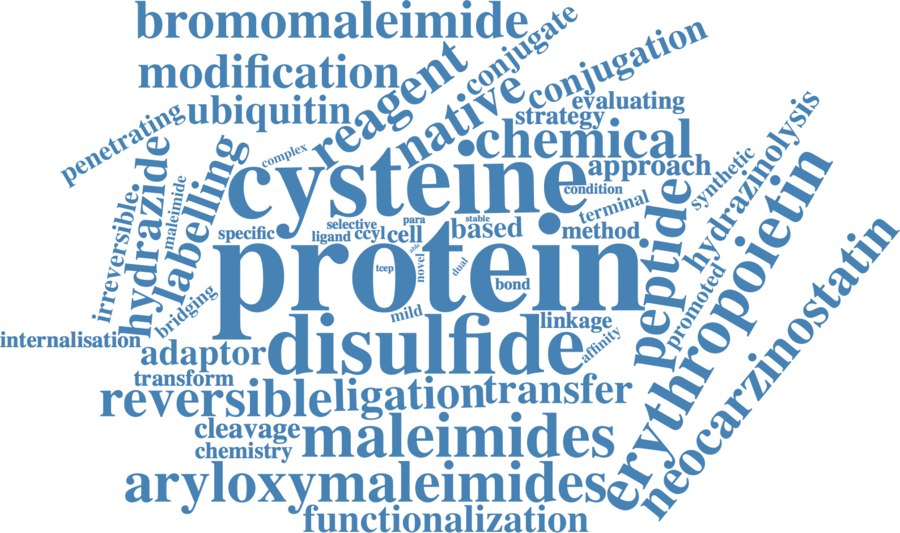 bromomaleimide
conjugate
modification
reagent
conjugation
native
penetrating
ubiquitin
evaluating
strategy
chemical
complex
hydrazinolysis
synthetic
approach
cysteine
condition
hydrazide
labelling
maleimide
irreversible
terminal
erythropoietin
peptide
specific
selective
ligand
ccyl
para
cell
stable
based
method
protein
able
novel
tcep
dual
bond
neocarzinostatin
promoted
bridging
mild
linkage
affinity
internalisation
adaptor
disulfide
transform
reversible
ligation
transfer
cleavage
chemistry
maleimides
aryloxymaleimides
functionalization